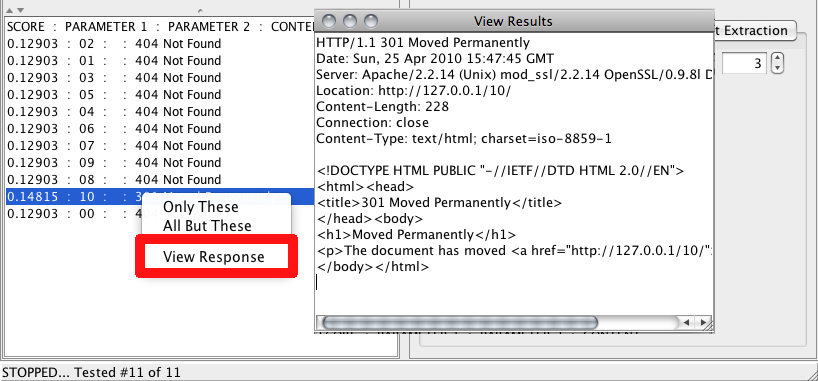 SCORE : PARAMETER 1 : PARAMETER 2 :
0.12903 : 02 : : 404 Not Found
0.12903 : 01 : : 404 Not Found
0.12903 : 03 : : 404 Not Found
0.12903 : 05 : : 404 Not Found
0.12903 : 04 : : 404 Not Found
0.12903 : 06 : : 404 Not Found
0.12903 : 07 : : 404 Not Found
0.12903 : 09 : : 404 Not Found
0.12903 : 08 : : 404 Not Found
0.14815 : 10 :
0.12903 : 00 : : 4
Only These
All But These
View Response
View Results
HTTP/1.1 301 Moved Permanently
Date: Sun, 25 Apr 2010 15:47:45 GMT
Server: Apache/2.2.14 (Unix) mod_ssl/2.2.14 OpenSSL/0.9.8l D
Location: http://127.0.0.1/10/
Content-Length: 228
Connection: close
Content-Type: text/html; charset=iso-8859-1
<!DOCTYPE HTML PUBLIC "-//IETF//DTD HTML 2.0//EN">
<html><head>
<title>301 Moved Permanently</title>
</head><body>
<h1>Moved Permanently</h1>
<p>The document has moved <a href="http://127.0.0.1/10/"
</body></html>
t Extraction
3
STOPPED... Tested #11 of 11